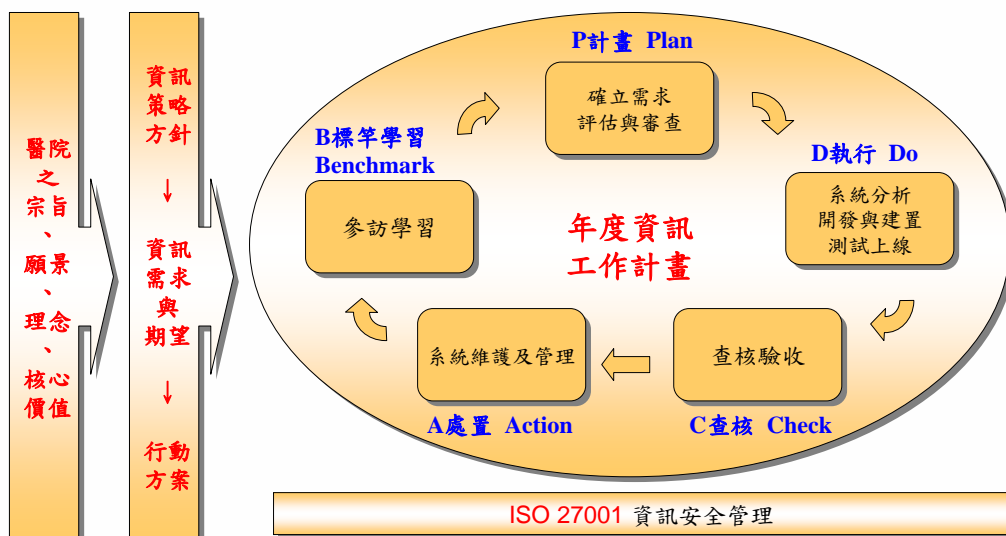 醫院
之
宗旨
、
願景
、
理念
、
核心
價值
資訊
策略
方針
↓
資訊
需求
與
期望
↓
行動
方案
P計畫 Plan
確立需求
評估與審查
B標竿學習
Benchmark
參訪學習
D執行 Do
系統分析
開發與建置
測試上線
年度資訊
工作計畫
系統維護及管理
A處置 Action
查核驗收
C查核 Check
ISO 27001 資訊安全管理